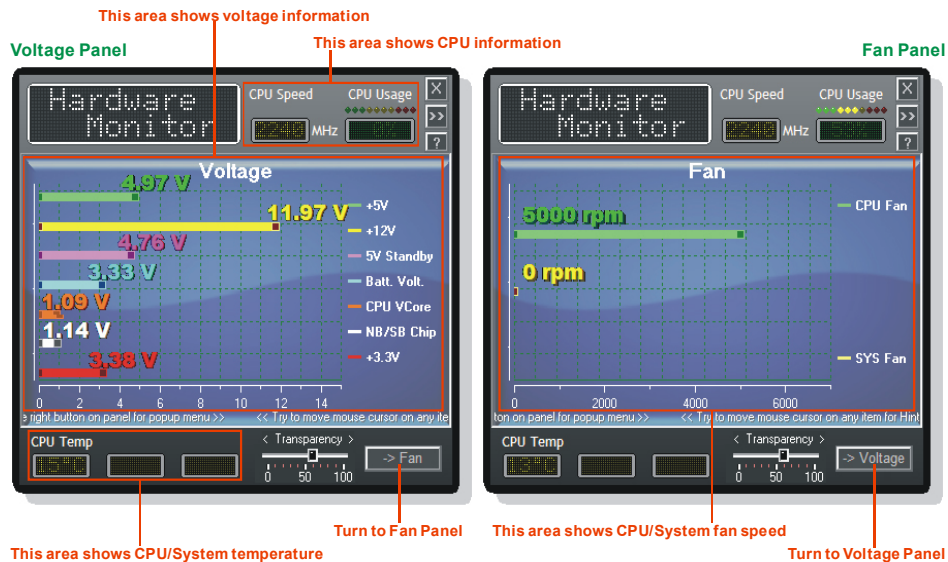 This area shows voltage information
Voltage Panel
This area shows CPU information
Fan Panel
Hardware
Monitor
CPU Speed
CPU Usage
2240 MHz
0%
X
>>
?
Voltage
4.97 V
11.97 V
4.76 V
3.33 V
1.09 V
1.14 V
3.38 V
+5V
+12V
5V Standby
Batt. Volt.
CPU VCore
NB/SB Chip
+3.3V
0 2 4 6 8 10 12 14
e right button on panel for popup menu >> << Try to move mouse cursor on any ite
CPU Temp
15°C
< Transparency >
0 50 100
-> Fan
Hardware
Monitor
CPU Speed
CPU Usage
2240 MHz
X
>>
?
Fan
5000 rpm
0 rpm
CPU Fan
SYS Fan
0 2000 4000 6000
ton on panel for popup menu >> << Try to move mouse cursor on any item for Hint
CPU Temp
13°C
< Transparency >
0 50 100
-> Voltage
Turn to Fan Panel
This area shows CPU/System fan speed
This area shows CPU/System temperature
Turn to Voltage Panel